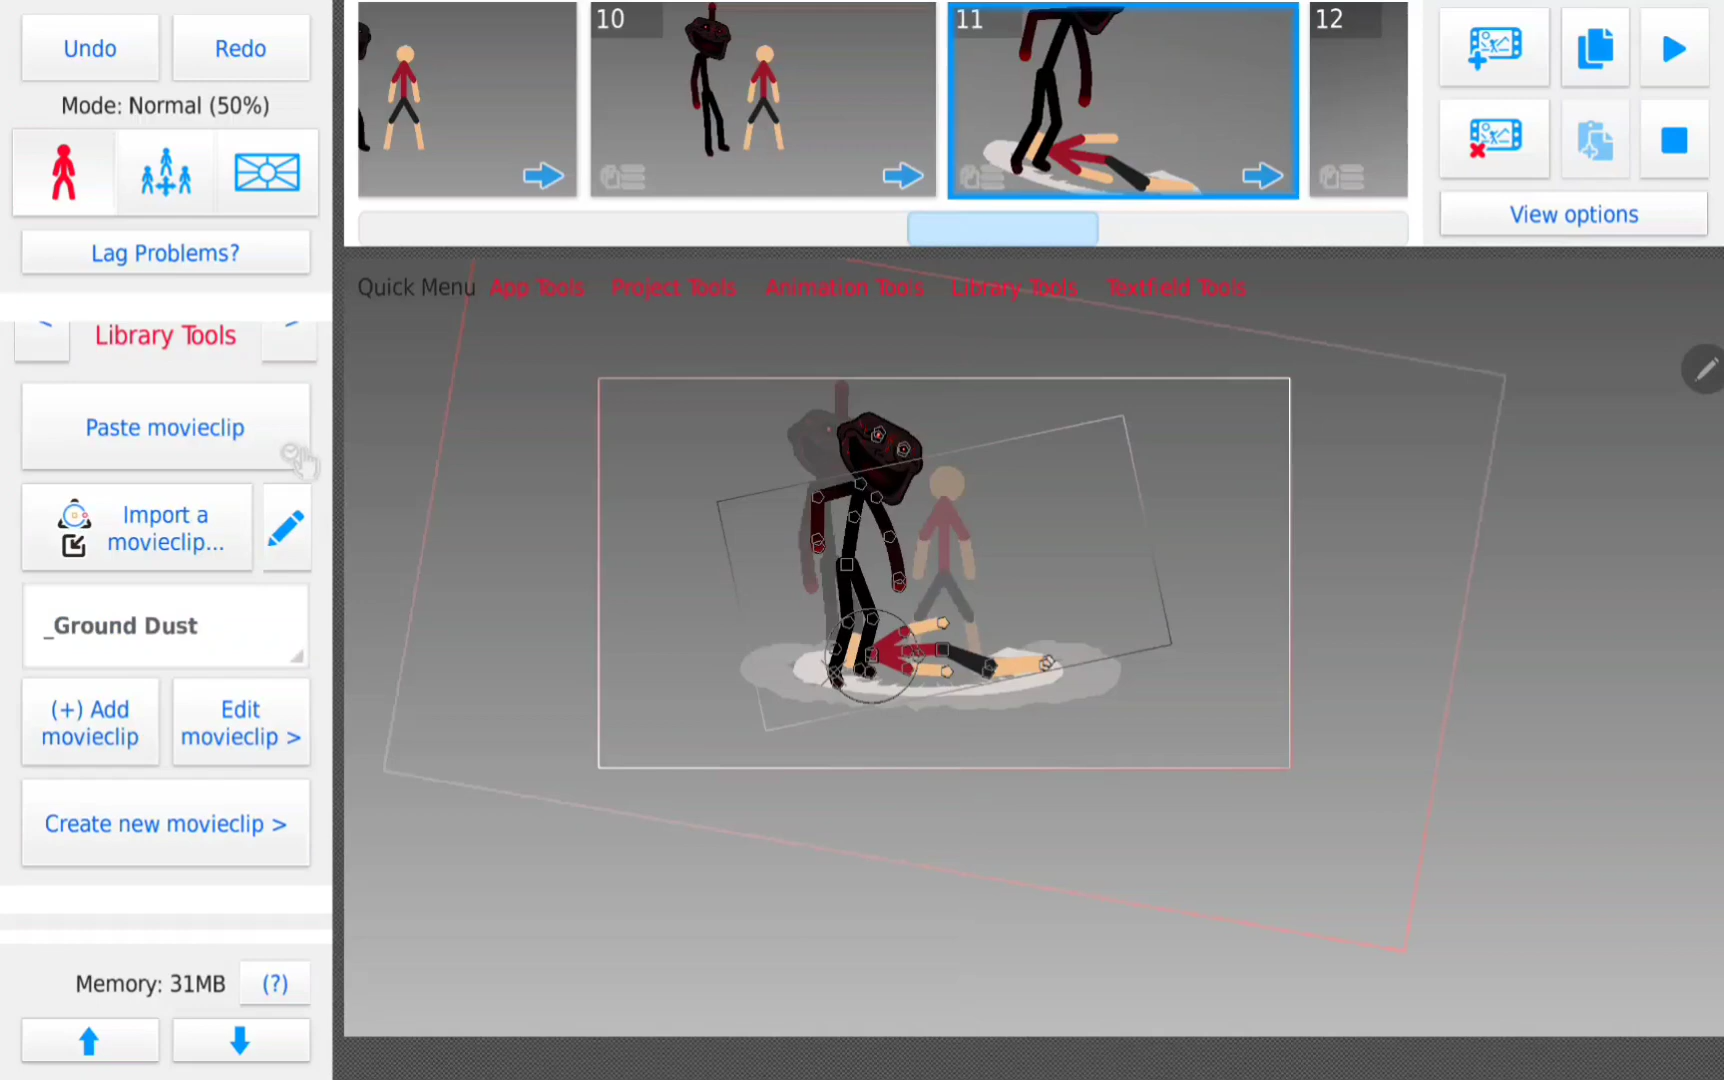 Undo
Redo
Mode: Normal (50%)
Lag Problems?
Library Tools
Paste movieclip
Import a
movieclip...
_Ground Dust
(+) Add
movieclip
Edit
movieclip >
Create new movieclip >
Memory: 31MB
(?)
10
11
12
View options
Quick Menu
App Tools
Project Tools
Animation Tools
Library Tools
Textfield Tools